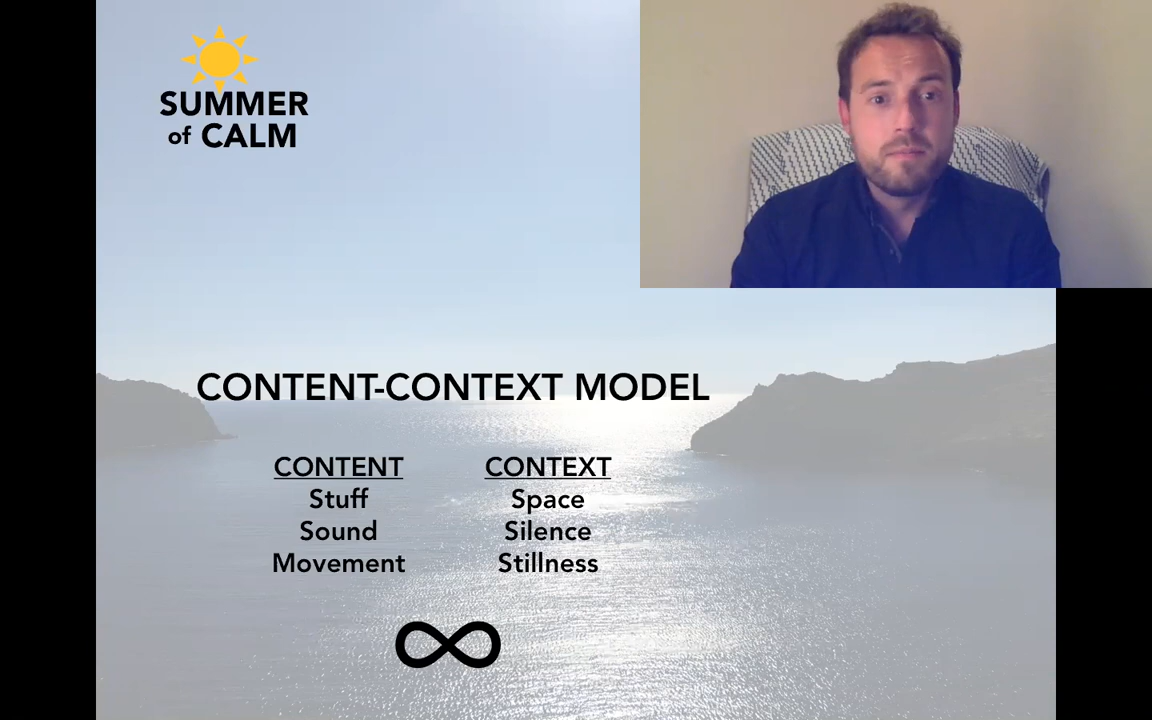 SUMMER
of CALM
CONTENT-CONTEXT MODEL
CONTENT CONTEXT
Stuff Space
Sound Silence
Movement Stillness